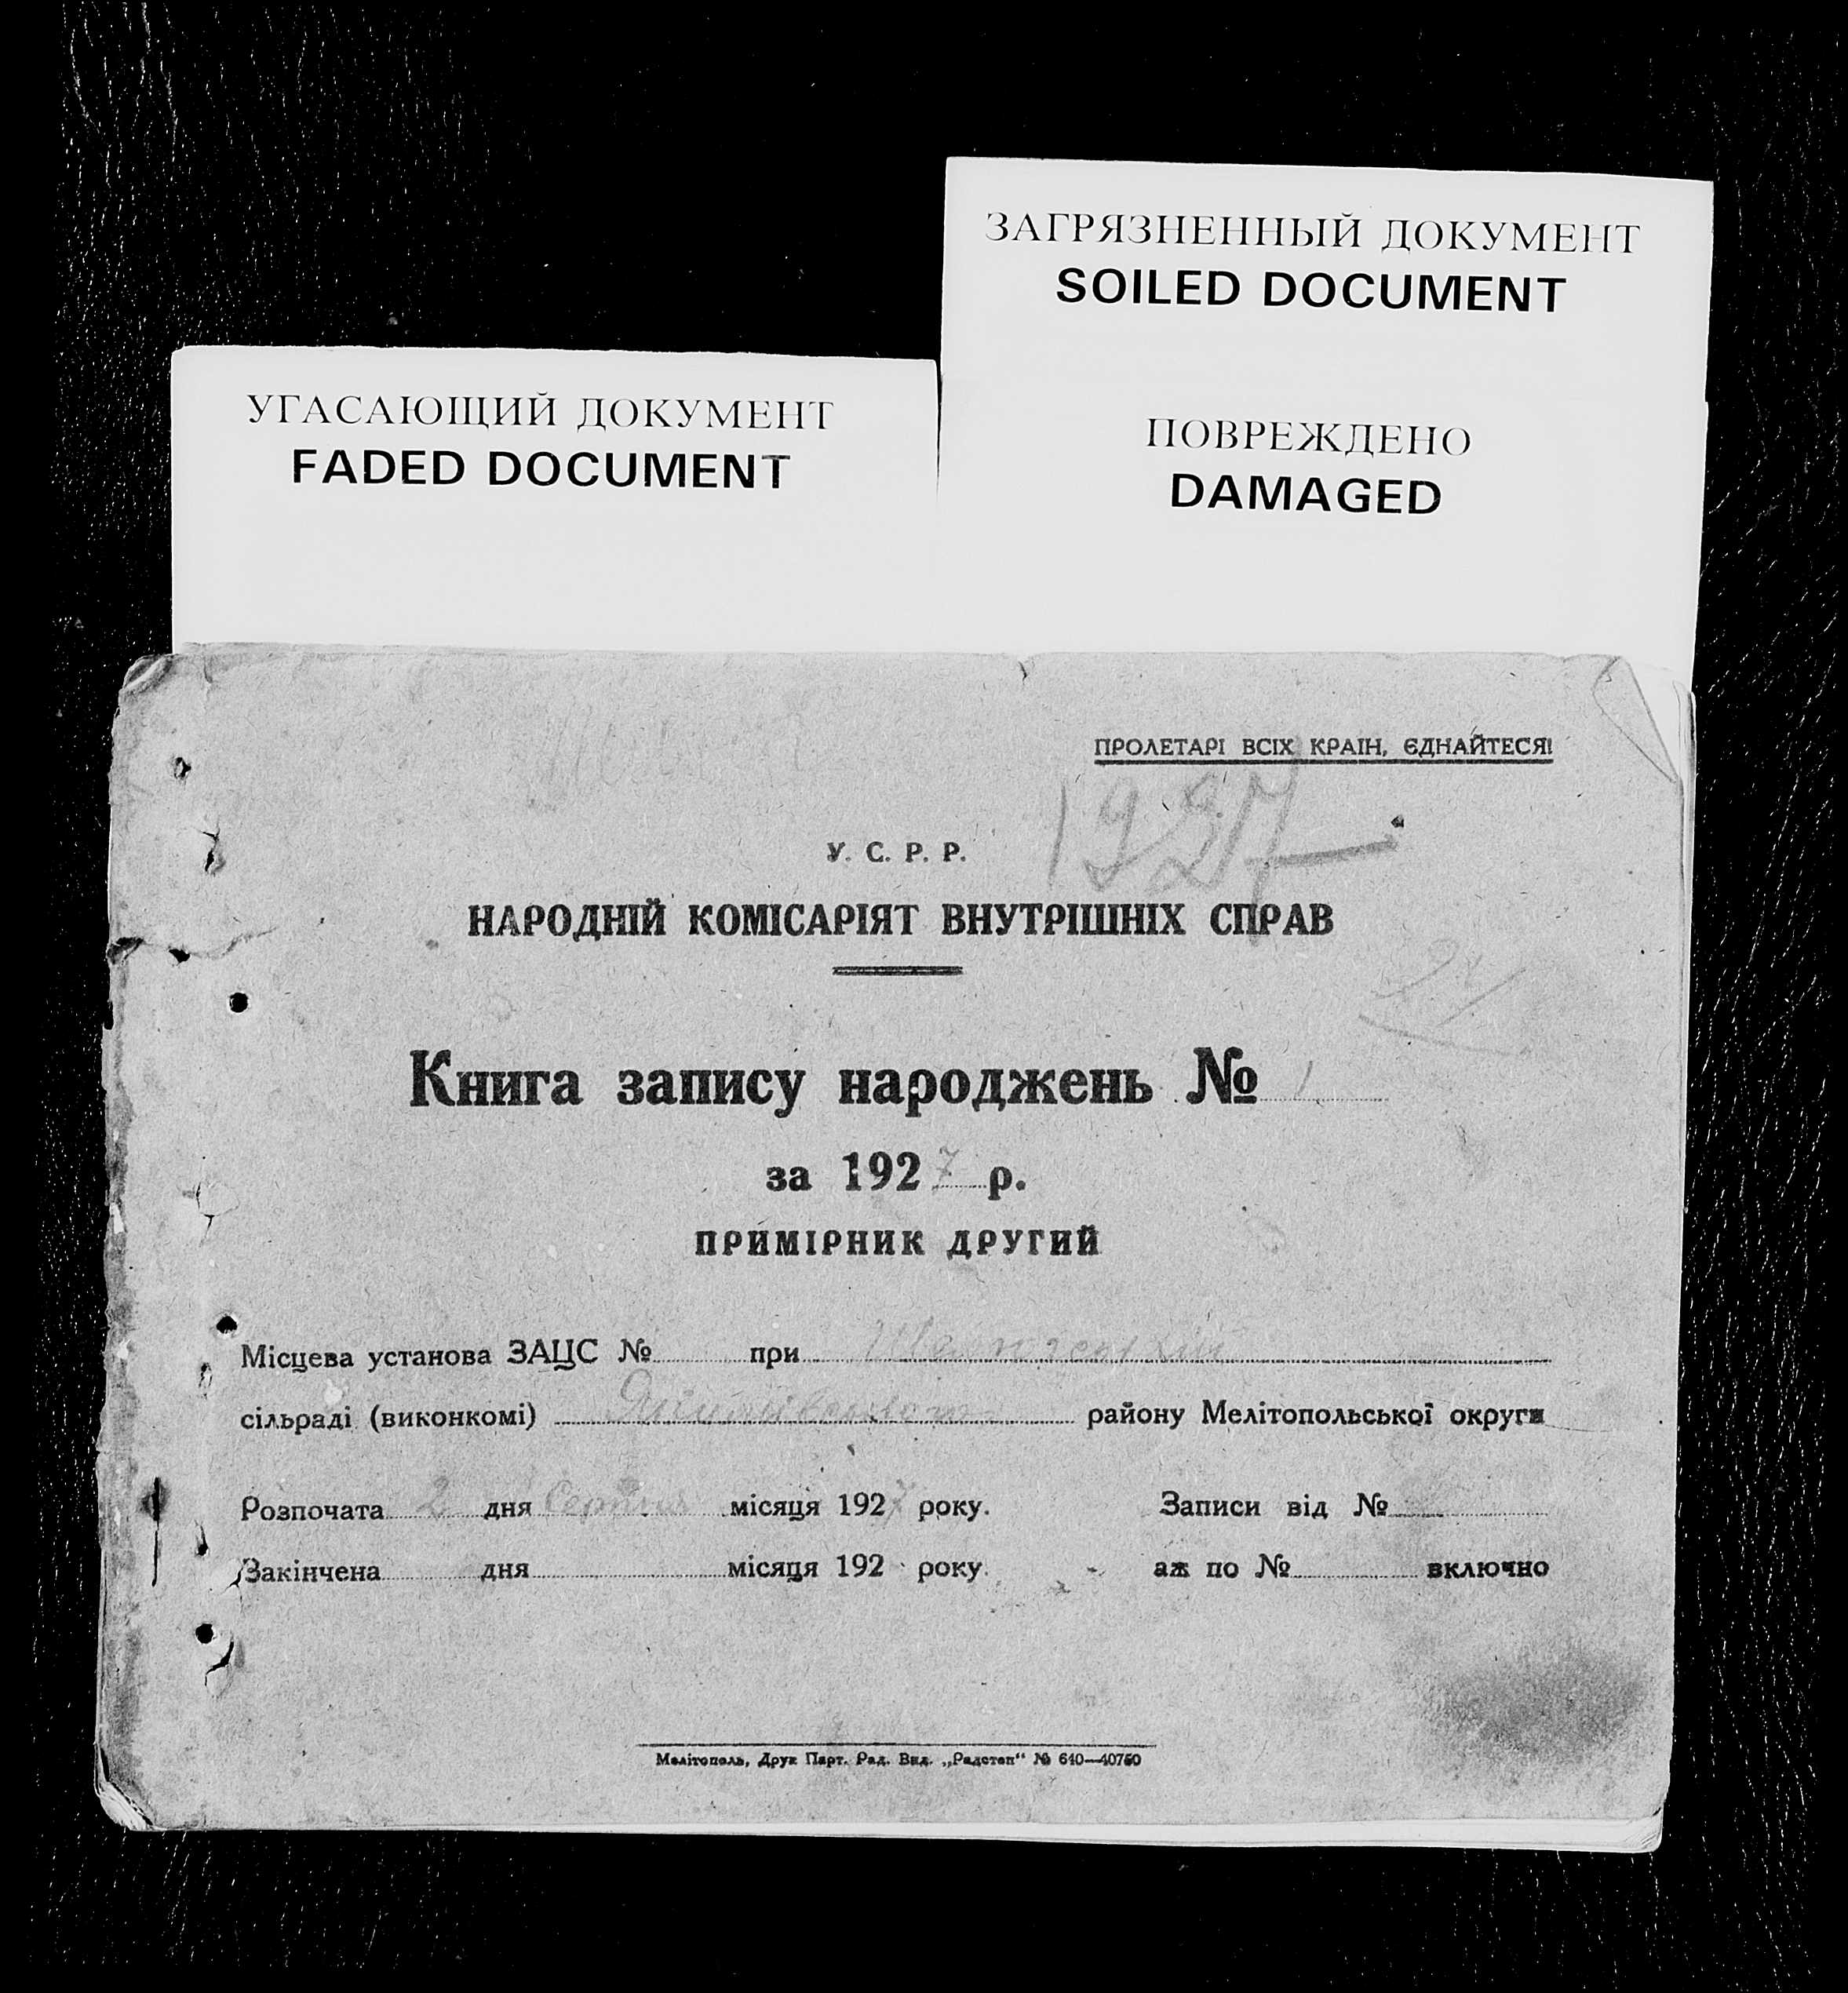 ЗАГРЯЗНЕННЫЙ ДОКУМЕНТ
SOILED DOCUMENT
ПОВРЕЖДЕНО
DAMAGED
УГАСАЮЩИЙ ДОКУМЕНТ
FADED DOCUMENT
ПРОЛЕТАРІ ВСІХ КРАІН, ЄДНАЙТЕСЯ!
1927
У. С. Р. Р.
НАРОДНІЙ КОМІСАРІЯТ ВНУТРІШНІХ СПРАВ
Книга запису народжень № 1
за 1927 р.
ПРИМІРНИК ДРУГИЙ
Місцева установа ЗАЦС № при
сільраді (виконкомі) району Мелітопольської округи
Розпочата 2 дня Серпня місяця 1927 року. Записи від №
Закінчена дня місяця 192 року. аж по № включно
Мелітополь, Друк Парт. Рад. Вид. „Радстеп“ № 640—40750